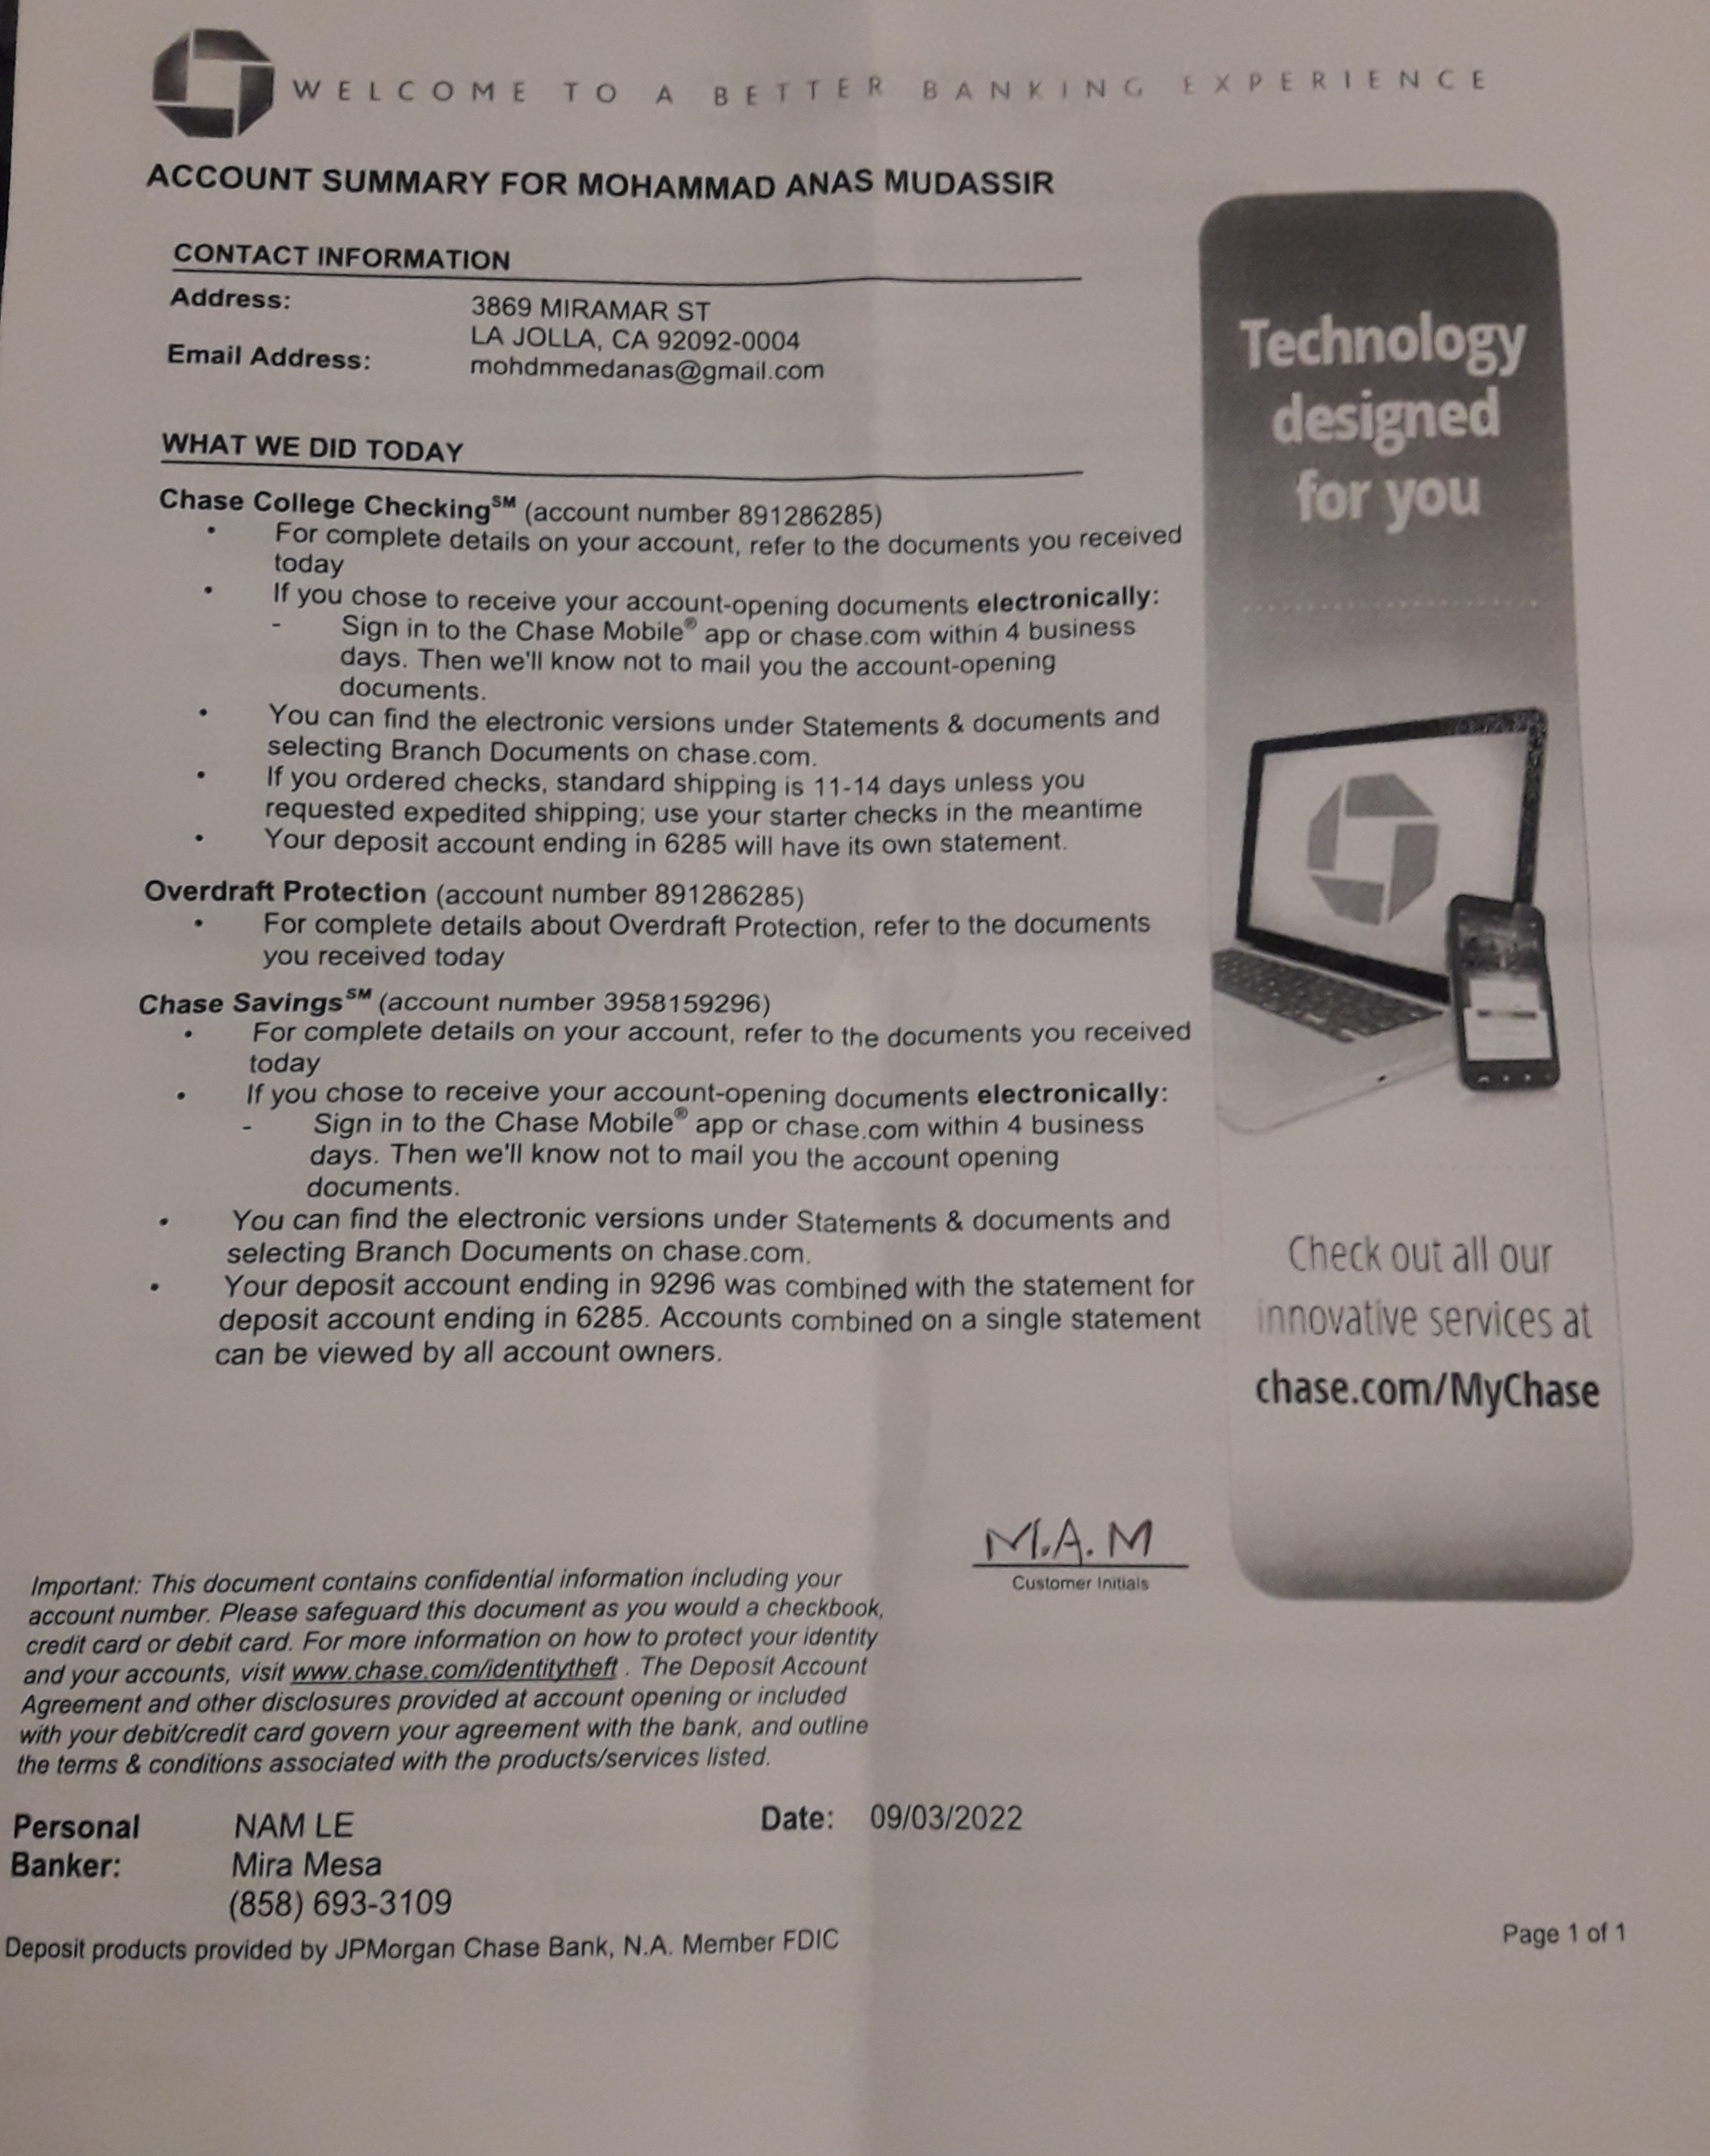 WELCOME TO A BETTER BANKING EXPERIENCE
ACCOUNT SUMMARY FOR MOHAMMAD ANAS MUDASSIR
CONTACT INFORMATION
Address: 3869 MIRAMAR ST
LA JOLLA, CA 92092-0004
Email Address: mohdmmedanas@gmail.com
WHAT WE DID TODAY
Chase College Checking℠ (account number 891286285)
• For complete details on your account, refer to the documents you received
today
• If you chose to receive your account-opening documents electronically:
- Sign in to the Chase Mobile® app or chase.com within 4 business
days. Then we'll know not to mail you the account-opening
documents.
• You can find the electronic versions under Statements & documents and
selecting Branch Documents on chase.com.
• If you ordered checks, standard shipping is 11-14 days unless you
requested expedited shipping; use your starter checks in the meantime
• Your deposit account ending in 6285 will have its own statement.
Overdraft Protection (account number 891286285)
• For complete details about Overdraft Protection, refer to the documents
you received today
Chase Savings℠ (account number 3958159296)
• For complete details on your account, refer to the documents you received
today
• If you chose to receive your account-opening documents electronically:
- Sign in to the Chase Mobile® app or chase.com within 4 business
days. Then we'll know not to mail you the account opening
documents.
• You can find the electronic versions under Statements & documents and
selecting Branch Documents on chase.com.
• Your deposit account ending in 9296 was combined with the statement for
deposit account ending in 6285. Accounts combined on a single statement
can be viewed by all account owners.
Technology
designed
for you
Check out all our
innovative services at
chase.com/MyChase
M.A.M
Customer Initials
Important: This document contains confidential information including your
account number. Please safeguard this document as you would a checkbook,
credit card or debit card. For more information on how to protect your identity
and your accounts, visit www.chase.com/identitytheft . The Deposit Account
Agreement and other disclosures provided at account opening or included
with your debit/credit card govern your agreement with the bank, and outline
the terms & conditions associated with the products/services listed.
Personal NAM LE Date: 09/03/2022
Banker: Mira Mesa
(858) 693-3109
Deposit products provided by JPMorgan Chase Bank, N.A. Member FDIC
Page 1 of 1